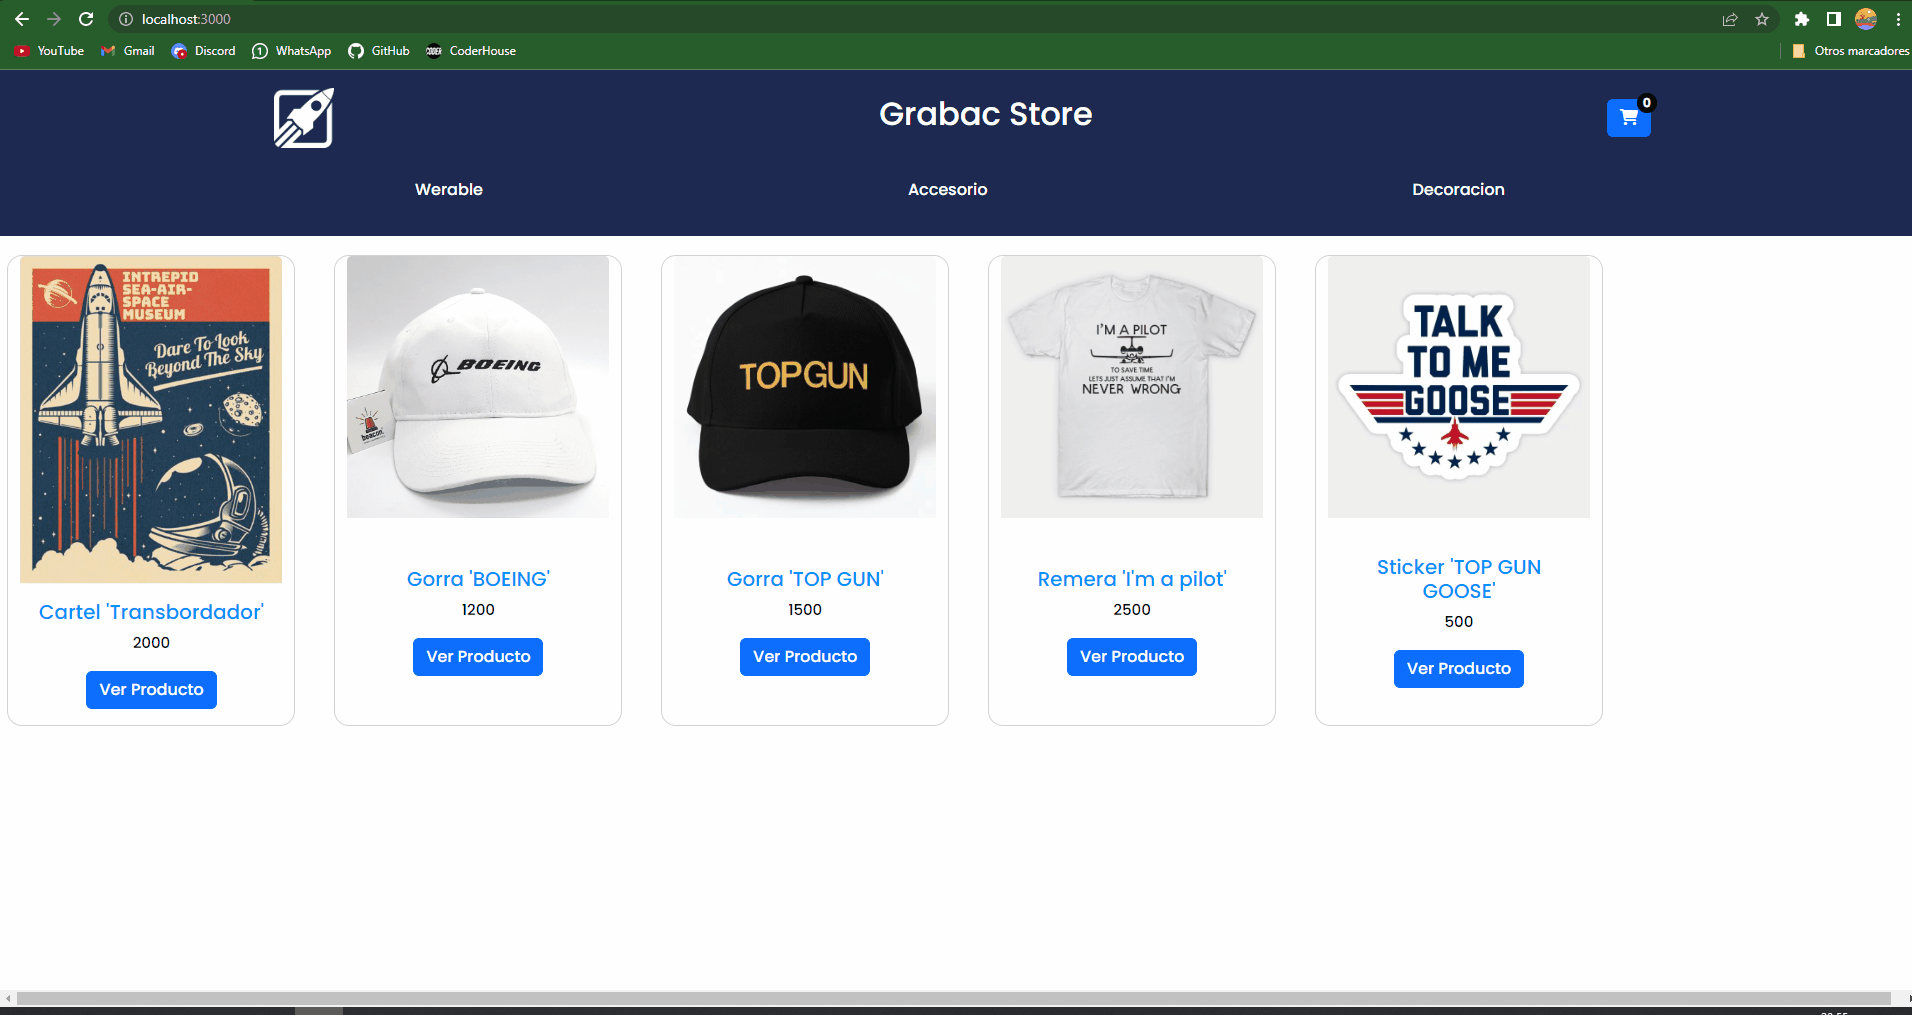 localhost:3000
YouTube
Gmail
Discord
WhatsApp
GitHub
CoderHouse
Otros marcadores
Grabac Store
0
Werable
Accesorio
Decoracion
INTREPID
SEA-AIR-
SPACE
MUSEUM
Dare To Look
Beyond The Sky
Cartel 'Transbordador'
2000
Ver Producto
BOEING
beacon.
Gorra 'BOEING'
1200
Ver Producto
TOPGUN
Gorra 'TOP GUN'
1500
Ver Producto
I'M A PILOT
TO SAVE TIME
LETS JUST ASSUME THAT I'M
NEVER WRONG
Remera 'I'm a pilot'
2500
Ver Producto
TALK
TO ME
GOOSE
Sticker 'TOP GUN
GOOSE'
500
Ver Producto